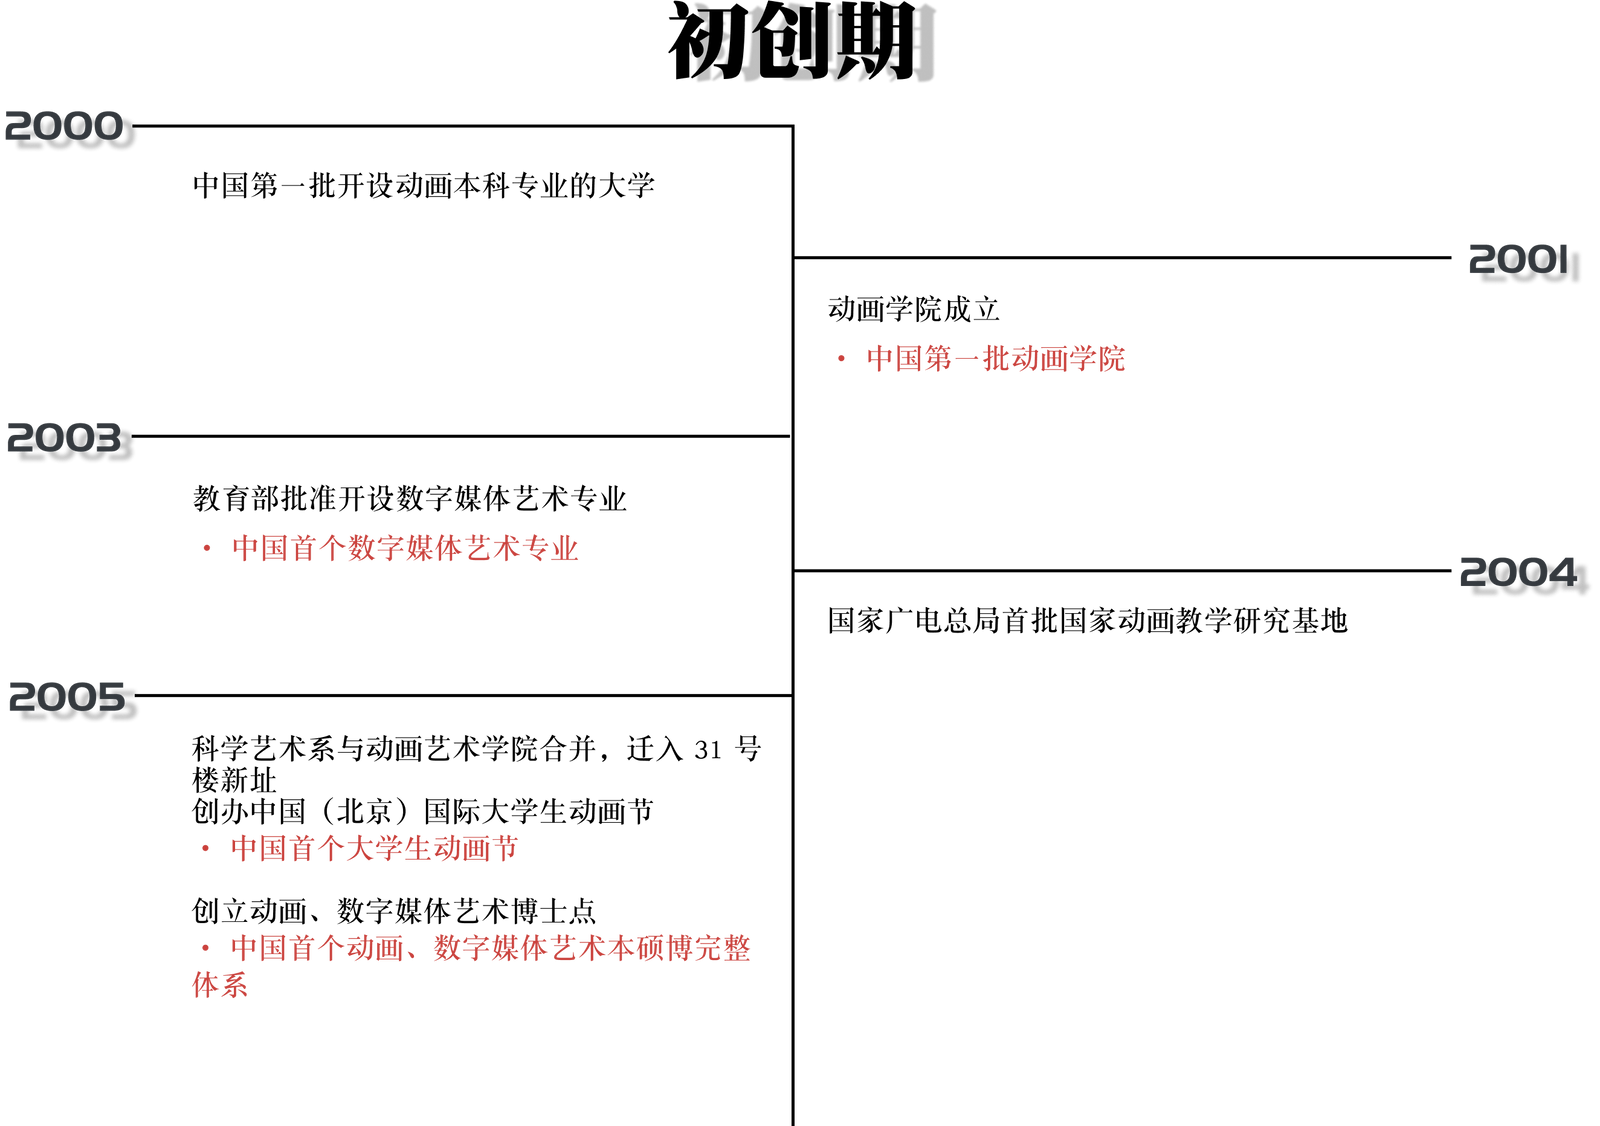 初创期
2000
中国第一批开设动画本科专业的大学
2001
动画学院成立
• 中国第一批动画学院
2003
教育部批准开设数字媒体艺术专业
• 中国首个数字媒体艺术专业
2004
国家广电总局首批国家动画教学研究基地
2005
科学艺术系与动画艺术学院合并，迁入 31 号
楼新址
创办中国（北京）国际大学生动画节
• 中国首个大学生动画节
创立动画、数字媒体艺术博士点
• 中国首个动画、数字媒体艺术本硕博完整
体系